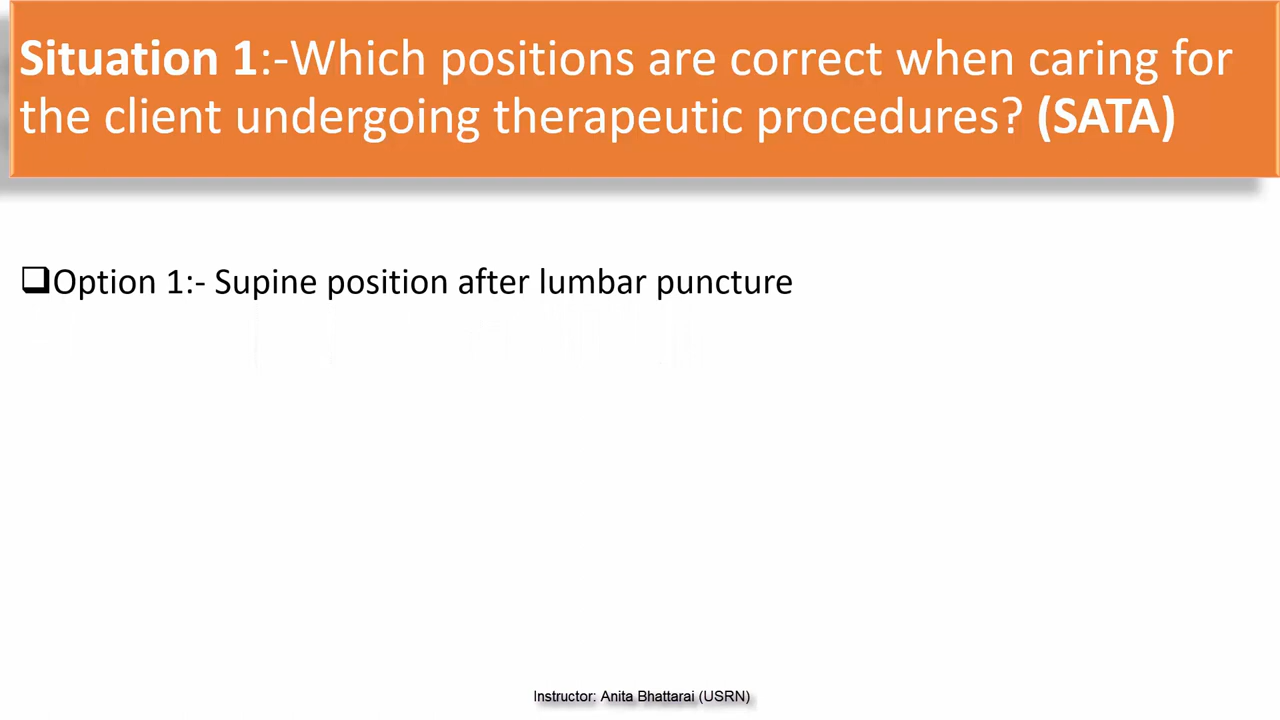 Situation 1:-Which positions are correct when caring for
the client undergoing therapeutic procedures? (SATA)
❑Option 1:- Supine position after lumbar puncture
Instructor: Anita Bhattarai (USRN)